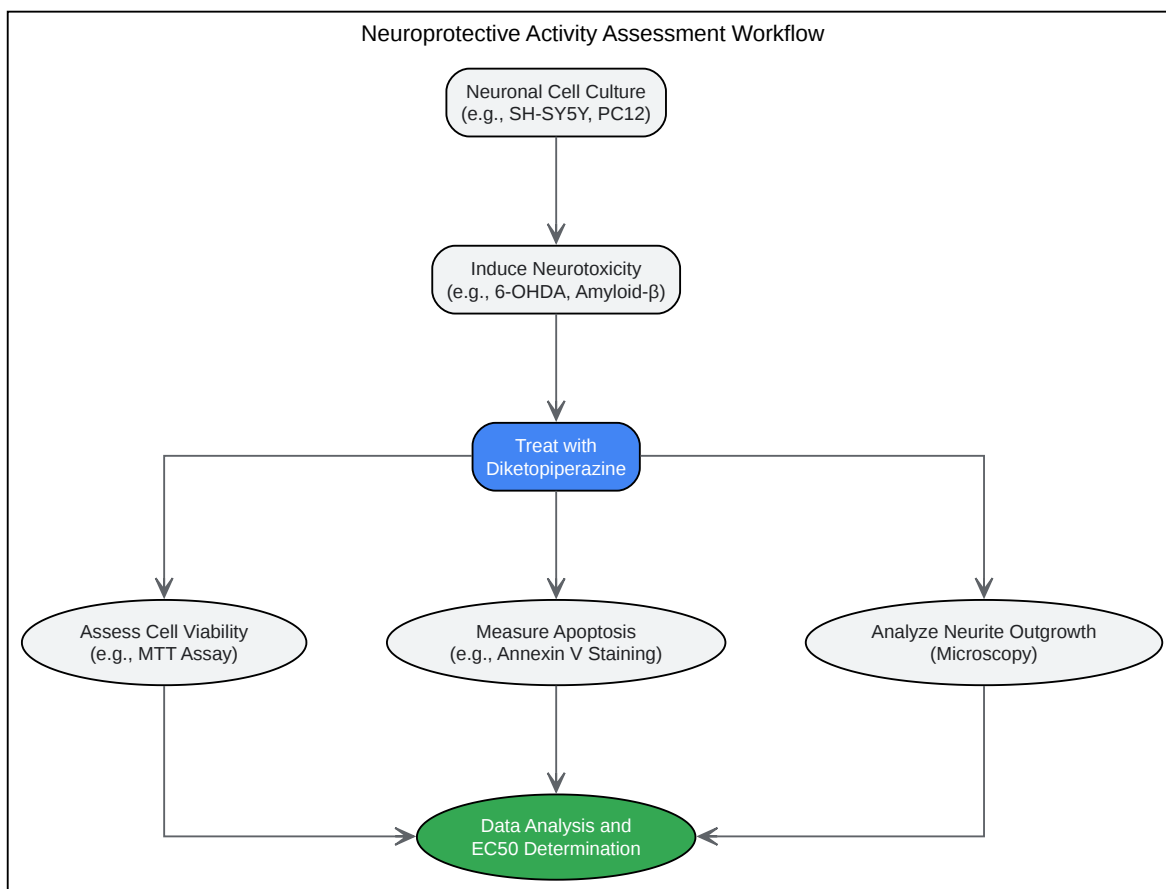 Neuroprotective Activity Assessment Workflow
Neuronal Cell Culture
(e.g., SH-SY5Y, PC12)
Induce Neurotoxicity
(e.g., 6-OHDA, Amyloid-β)
Treat with
Diketopiperazine
Assess Cell Viability
(e.g., MTT Assay)
Measure Apoptosis
(e.g., Annexin V Staining)
Analyze Neurite Outgrowth
(Microscopy)
Data Analysis and
EC50 Determination